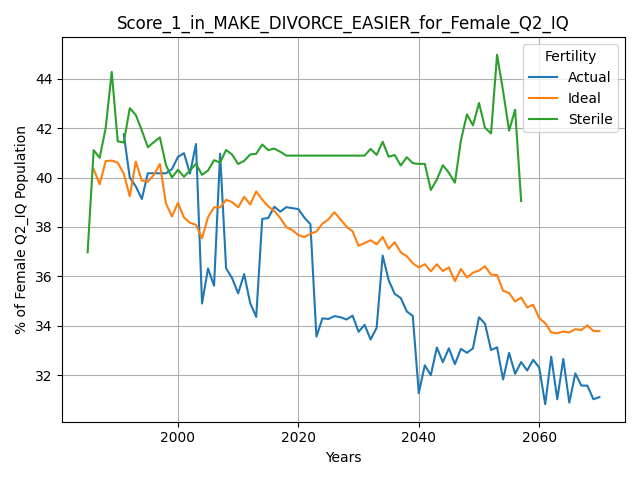 Score_1_in_MAKE_DIVORCE_EASIER_for_Female_Q2_IQ
Fertility
Actual
Ideal
Sterile
% of Female Q2_IQ Population
44
42
40
38
36
34
32
2000
2020
2040
2060
Years